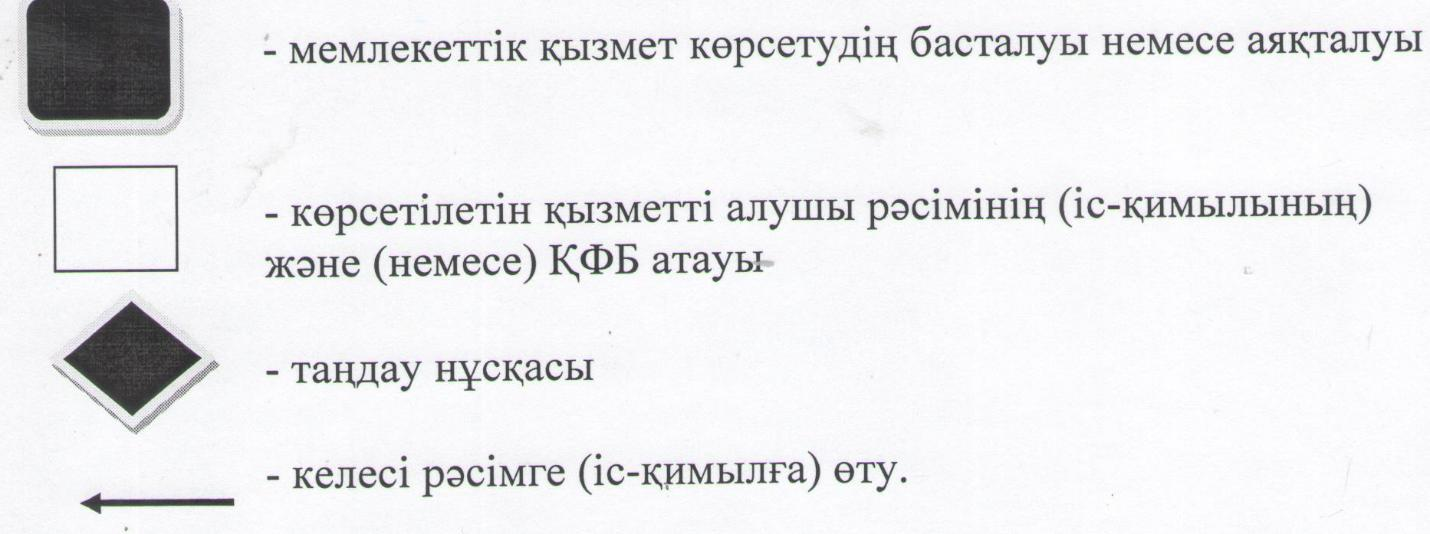 - мемлекеттік қызмет көрсетудің басталуы немесе аяқталуы
- көрсетілетін қызметті алушы рәсімінің (іс-қимылының)
және (немесе) ҚФБ атауы
- таңдау нұсқасы
- келесі рәсімге (іс-қимылға) өту.